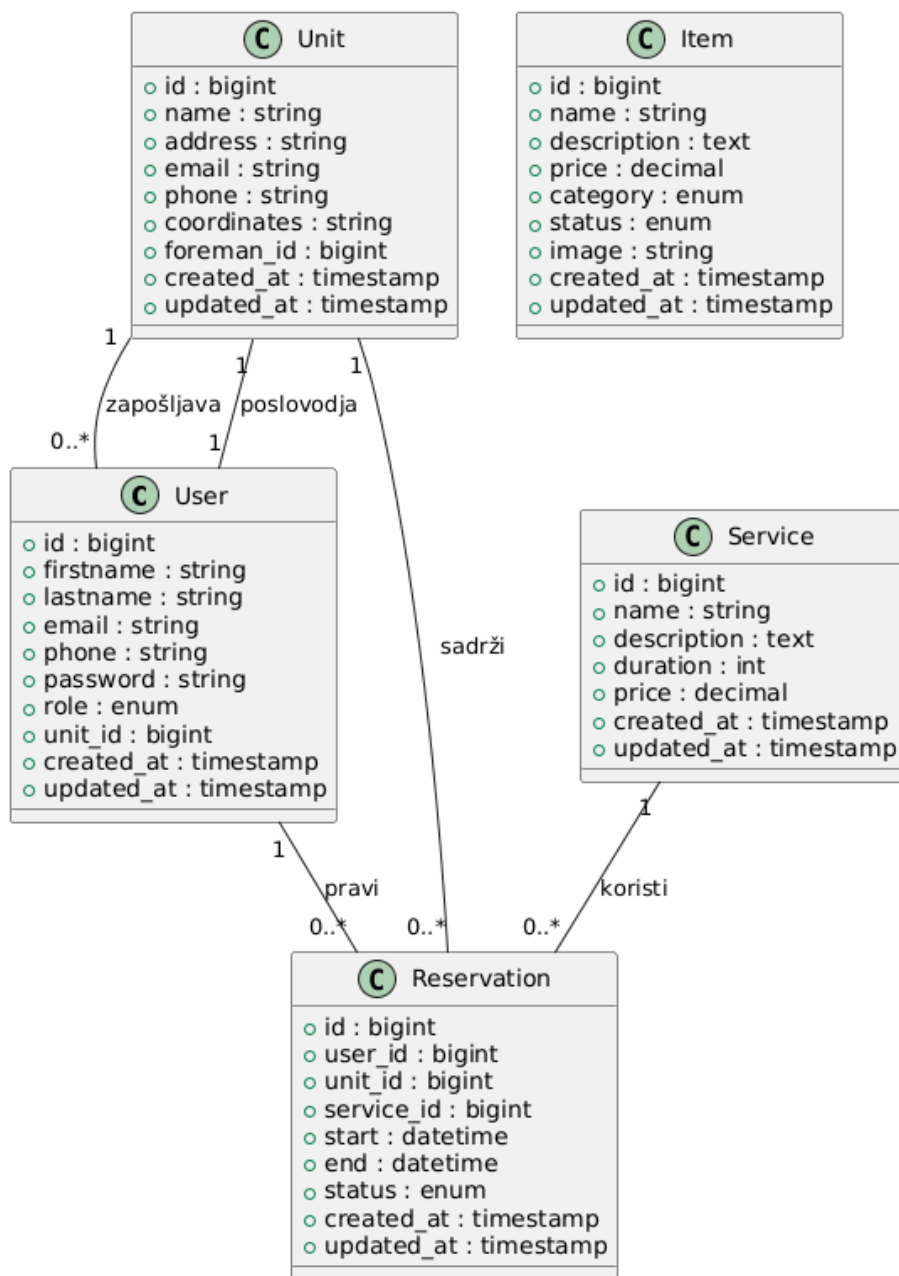 C Unit
id : bigint
name : string
address : string
email : string
phone : string
coordinates : string
foreman_id : bigint
created_at : timestamp
updated_at : timestamp
C Item
id : bigint
name : string
description : text
price : decimal
category : enum
status : enum
image : string
created_at : timestamp
updated_at : timestamp
1
1
1
zapošljava
poslovodja
0..*
1
C User
id : bigint
firstname : string
lastname : string
email : string
phone : string
password : string
role : enum
unit_id : bigint
created_at : timestamp
updated_at : timestamp
sadrži
C Service
id : bigint
name : string
description : text
duration : int
price : decimal
created_at : timestamp
updated_at : timestamp
1
1
pravi
koristi
0..*
0..*
0..*
C Reservation
id : bigint
user_id : bigint
unit_id : bigint
service_id : bigint
start : datetime
end : datetime
status : enum
created_at : timestamp
updated_at : timestamp